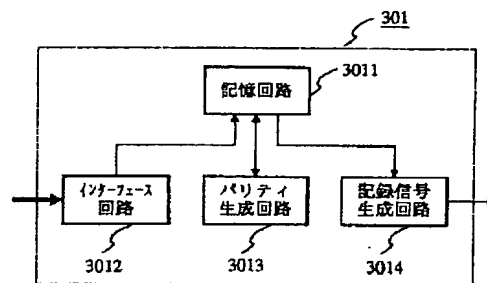 301
3011
記憶回路
インターフェース
回路
パリティ
生成回路
記録信号
生成回路
3012
3013
3014